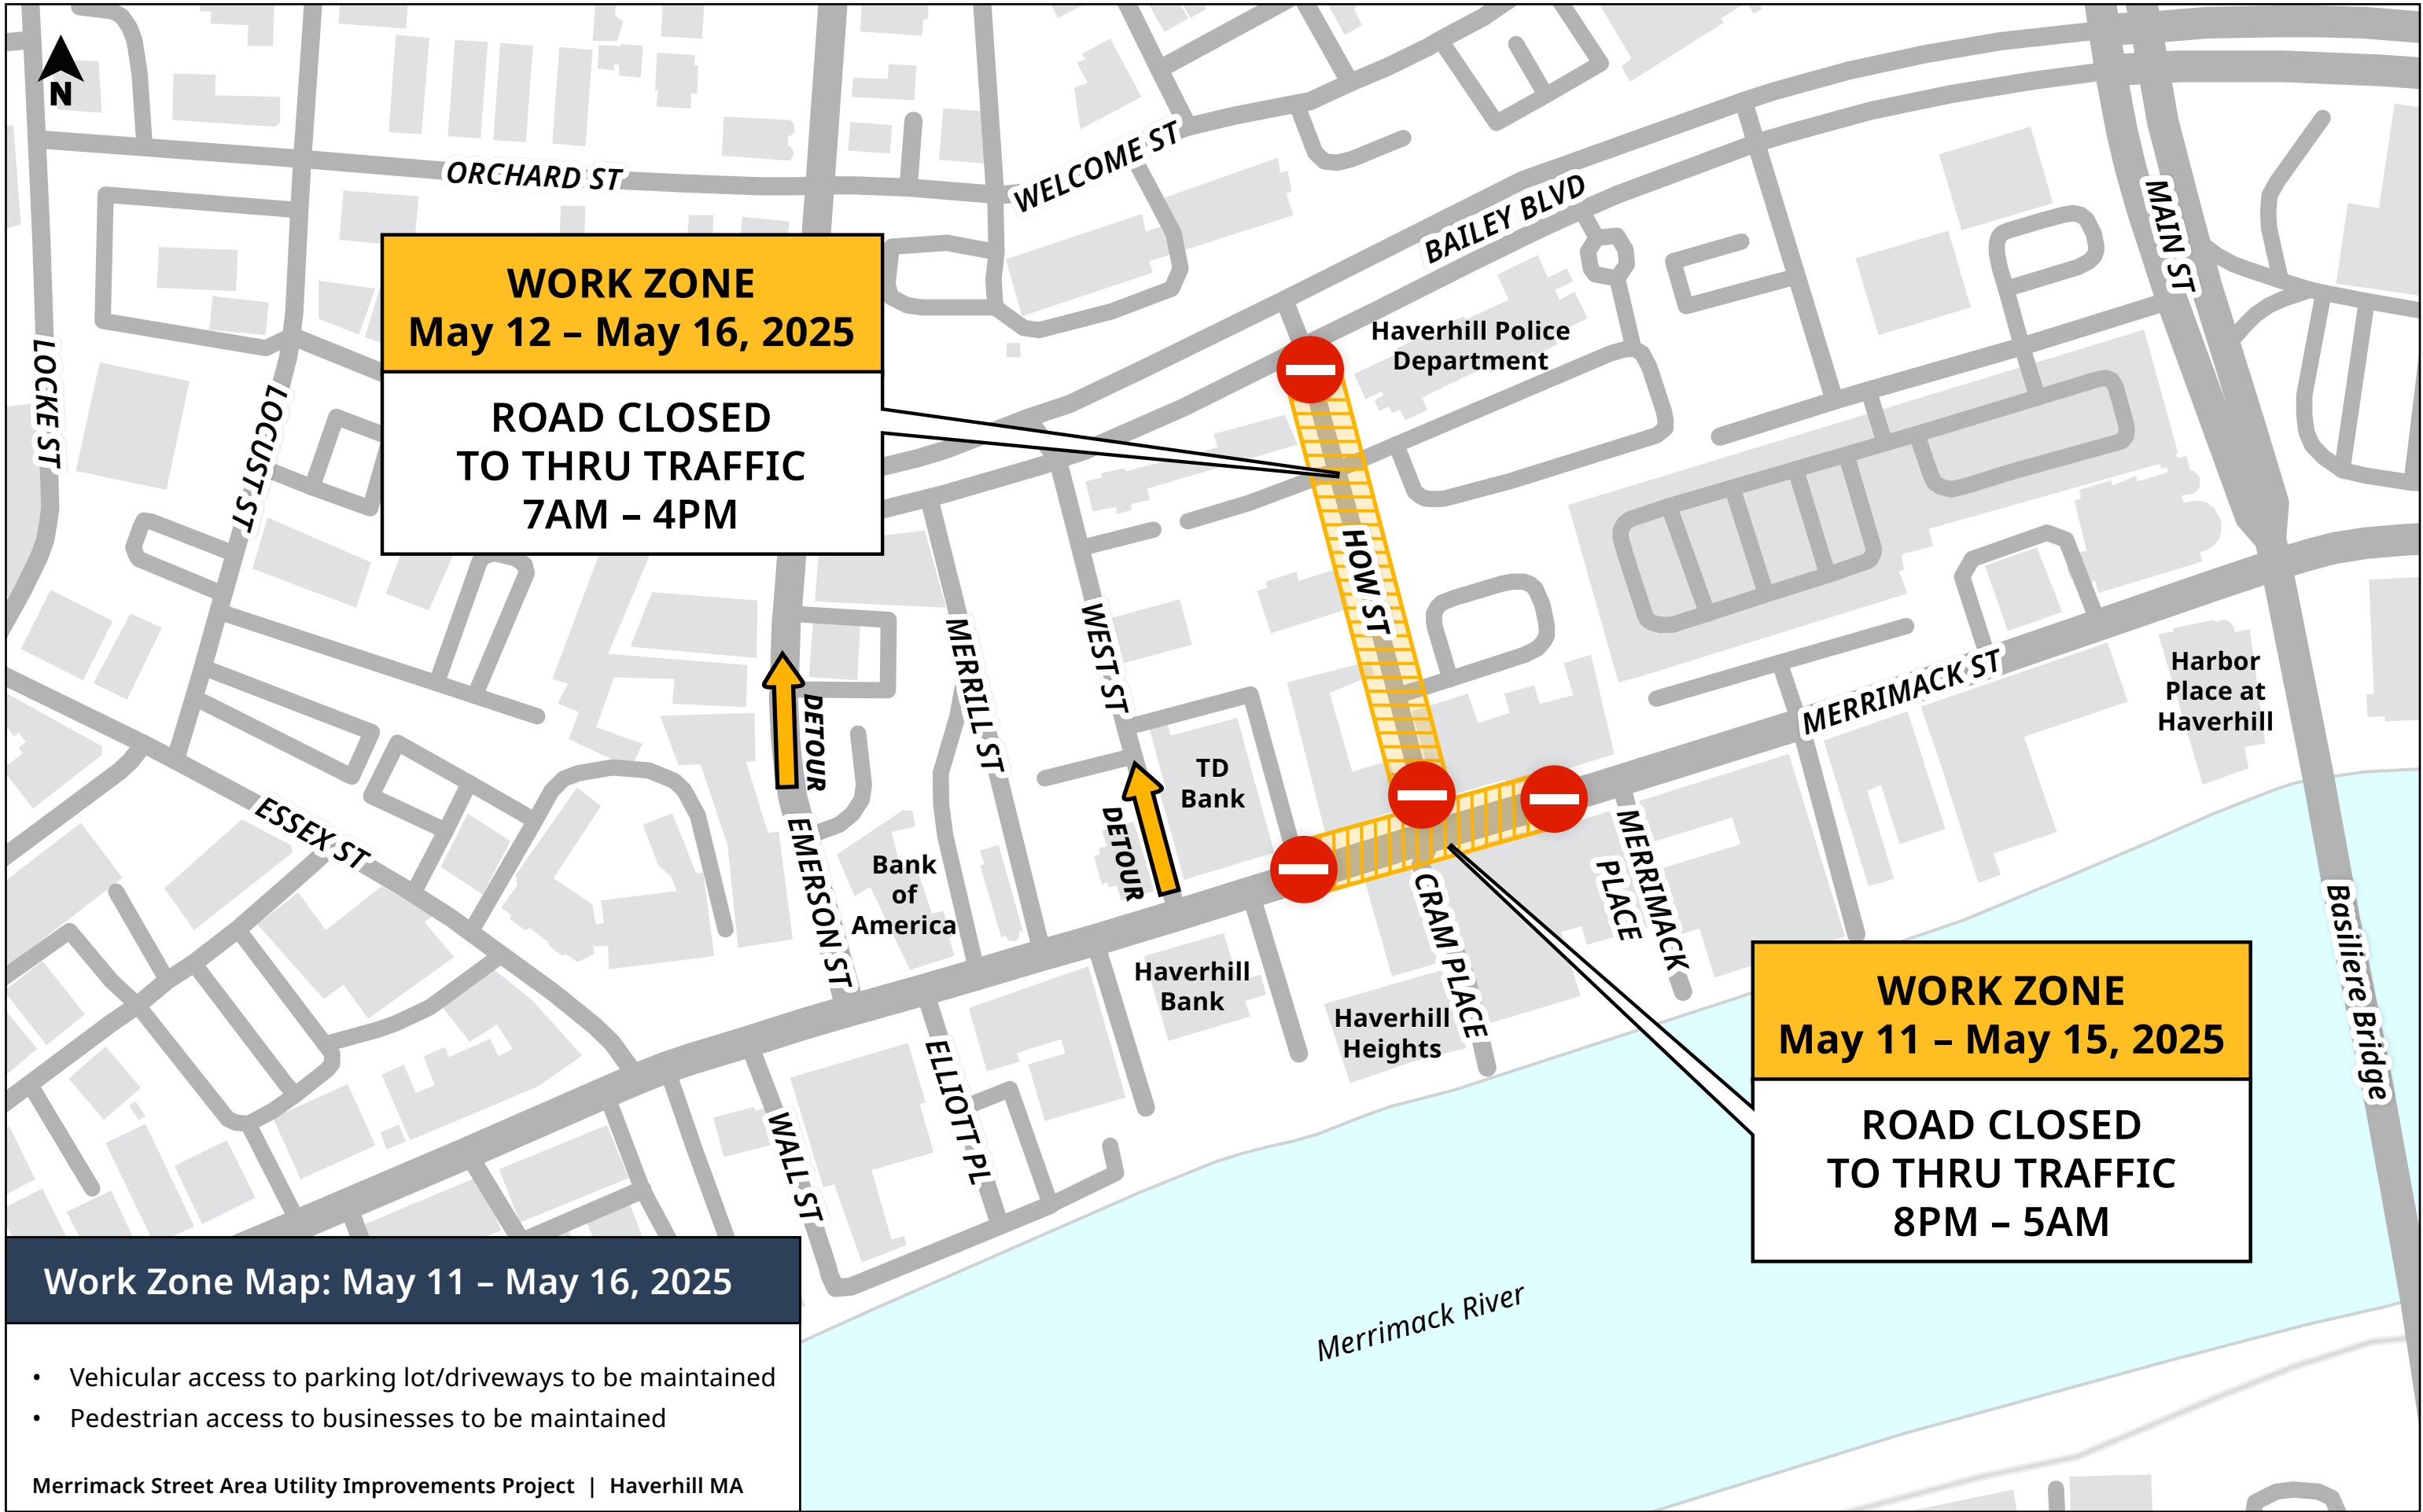 N
ORCHARD ST
WELCOME ST
BAILEY BLVD
MAIN ST
WORK ZONE
May 12 – May 16, 2025
ROAD CLOSED
TO THRU TRAFFIC
7AM – 4PM
Haverhill Police
Department
LOCKE ST
LOCUST ST
HOW ST
WEST ST
MERRILL ST
MERRIMACK ST
Harbor
Place at
Haverhill
DETOUR
TD
Bank
DETOUR
ESSEX ST
EMERSON ST
Bank
of
America
MERRIMACK
PLACE
CRAM PLACE
Basiliere Bridge
Haverhill
Bank
Haverhill
Heights
WORK ZONE
May 11 – May 15, 2025
ROAD CLOSED
TO THRU TRAFFIC
8PM – 5AM
ELLIOTT PL
WALL ST
Merrimack River
Work Zone Map: May 11 – May 16, 2025
• Vehicular access to parking lot/driveways to be maintained
• Pedestrian access to businesses to be maintained
Merrimack Street Area Utility Improvements Project | Haverhill MA